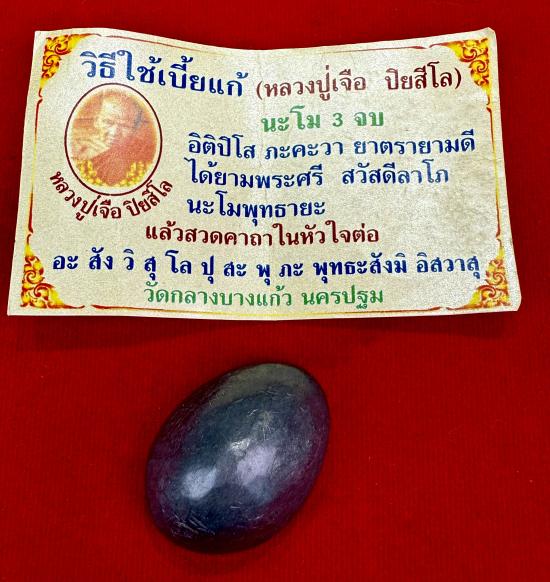 วิธีใช้เบี้ยแก้ (หลวงปู่เจือ ปิยสีโล)
นะโม 3 จบ
อิติปิโส ภะคะวา ยาตรายามดี
ได้ยามพระศรี สวัสดีลาโภ
นะโมพุทธายะ
หลวงปู่เจือ ปิยสีโล
แล้วสวดคาถาในหัวใจต่อ
อะ สัง วิ สุ โล ปุ สะ พุ ภะ พุทธะสังมิ อิสวาสุ
วัดกลางบางแก้ว นครปฐม